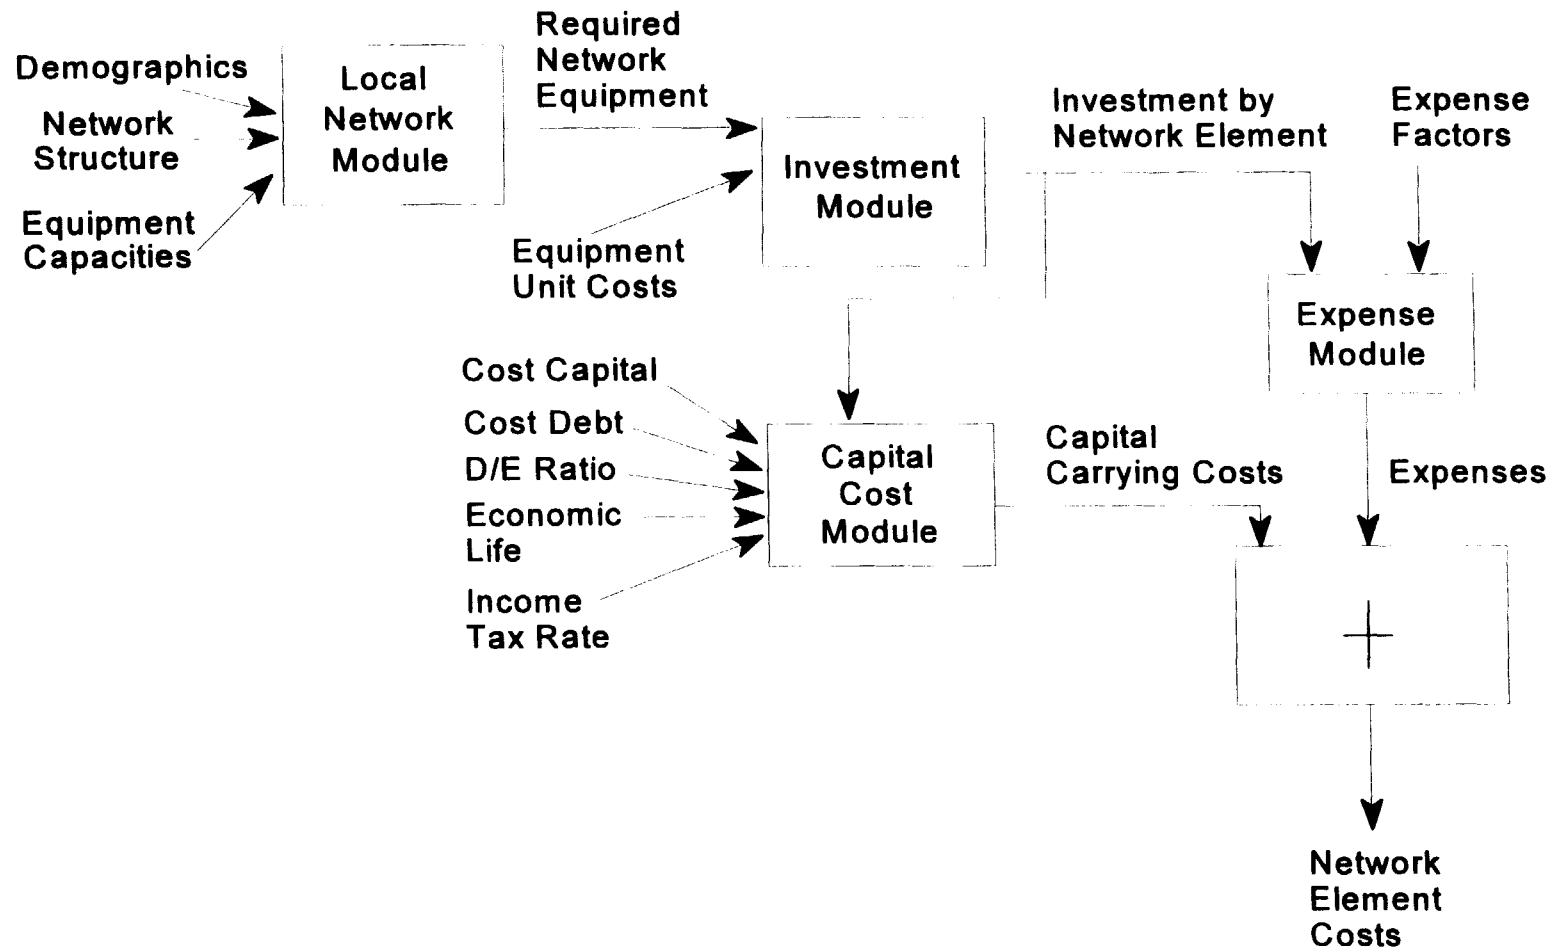 Demographics
Network
Structure
Equipment
Capacities
Local
Network
Module
Required
Network
Equipment
Equipment
Unit Costs
Investment
Module
Investment by
Network Element
Expense
Factors
Expense
Module
Cost Capital
Cost Debt
D/E Ratio
Economic
Life
Income
Tax Rate
Capital
Cost
Module
Capital
Carrying Costs
Expenses
+
Network
Element
Costs